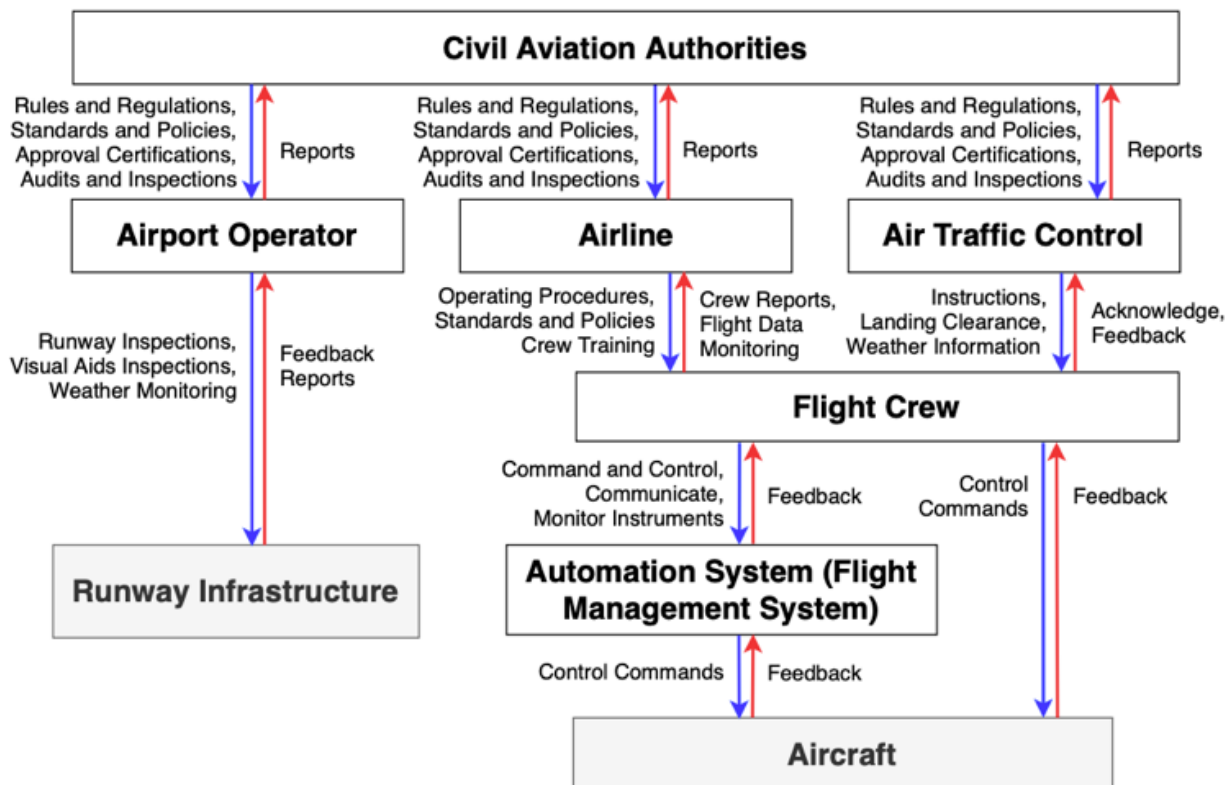 Civil Aviation Authorities
Rules and Regulations,
Standards and Policies,
Approval Certifications,
Audits and Inspections
Reports
Rules and Regulations,
Standards and Policies,
Approval Certifications,
Audits and Inspections
Reports
Rules and Regulations,
Standards and Policies,
Approval Certifications,
Audits and Inspections
Reports
Airport Operator
Airline
Air Traffic Control
Runway Inspections,
Visual Aids Inspections,
Weather Monitoring
Feedback
Reports
Operating Procedures,
Standards and Policies
Crew Training
Crew Reports,
Flight Data
Monitoring
Instructions,
Landing Clearance,
Weather Information
Acknowledge,
Feedback
Flight Crew
Command and Control,
Communicate,
Monitor Instruments
Feedback
Control
Commands
Feedback
Runway Infrastructure
Automation System (Flight
Management System)
Control Commands
Feedback
Aircraft